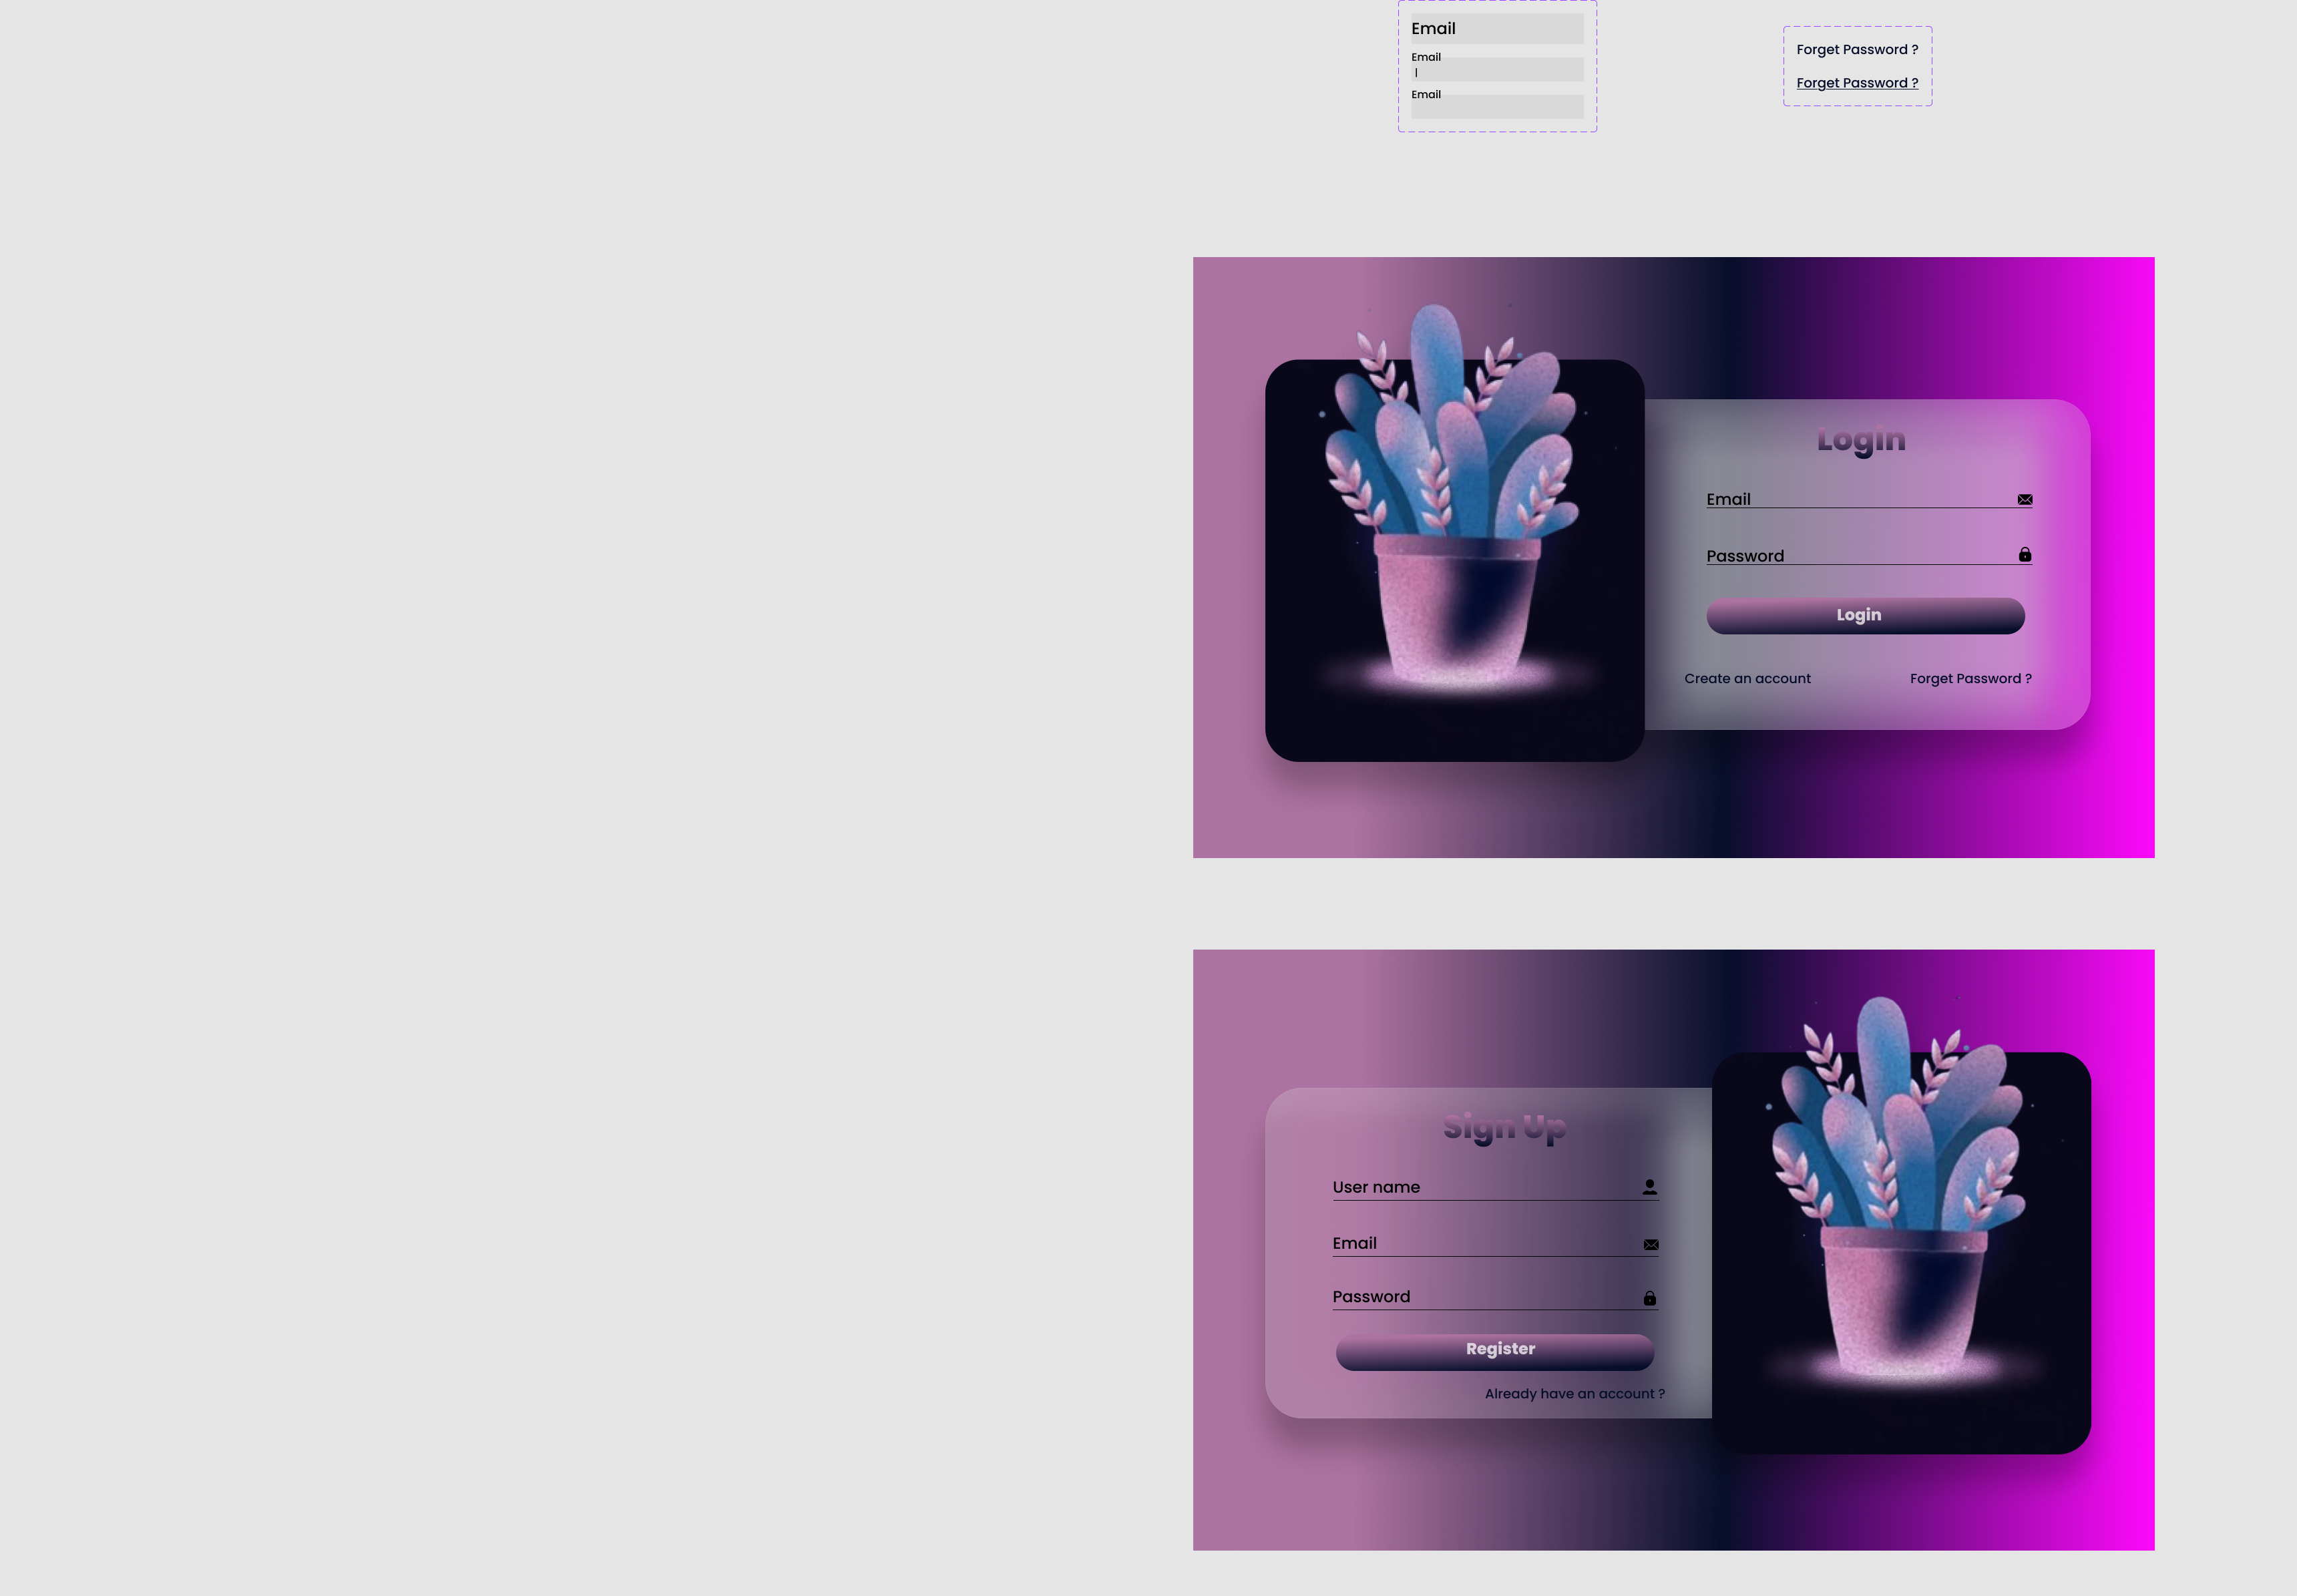 Email
Email
Email
Forget Password ?
Forget Password ?
Login
Email
Password
Login
Create an account
Forget Password ?
Sign Up
User name
Email
Password
Register
Already have an account ?